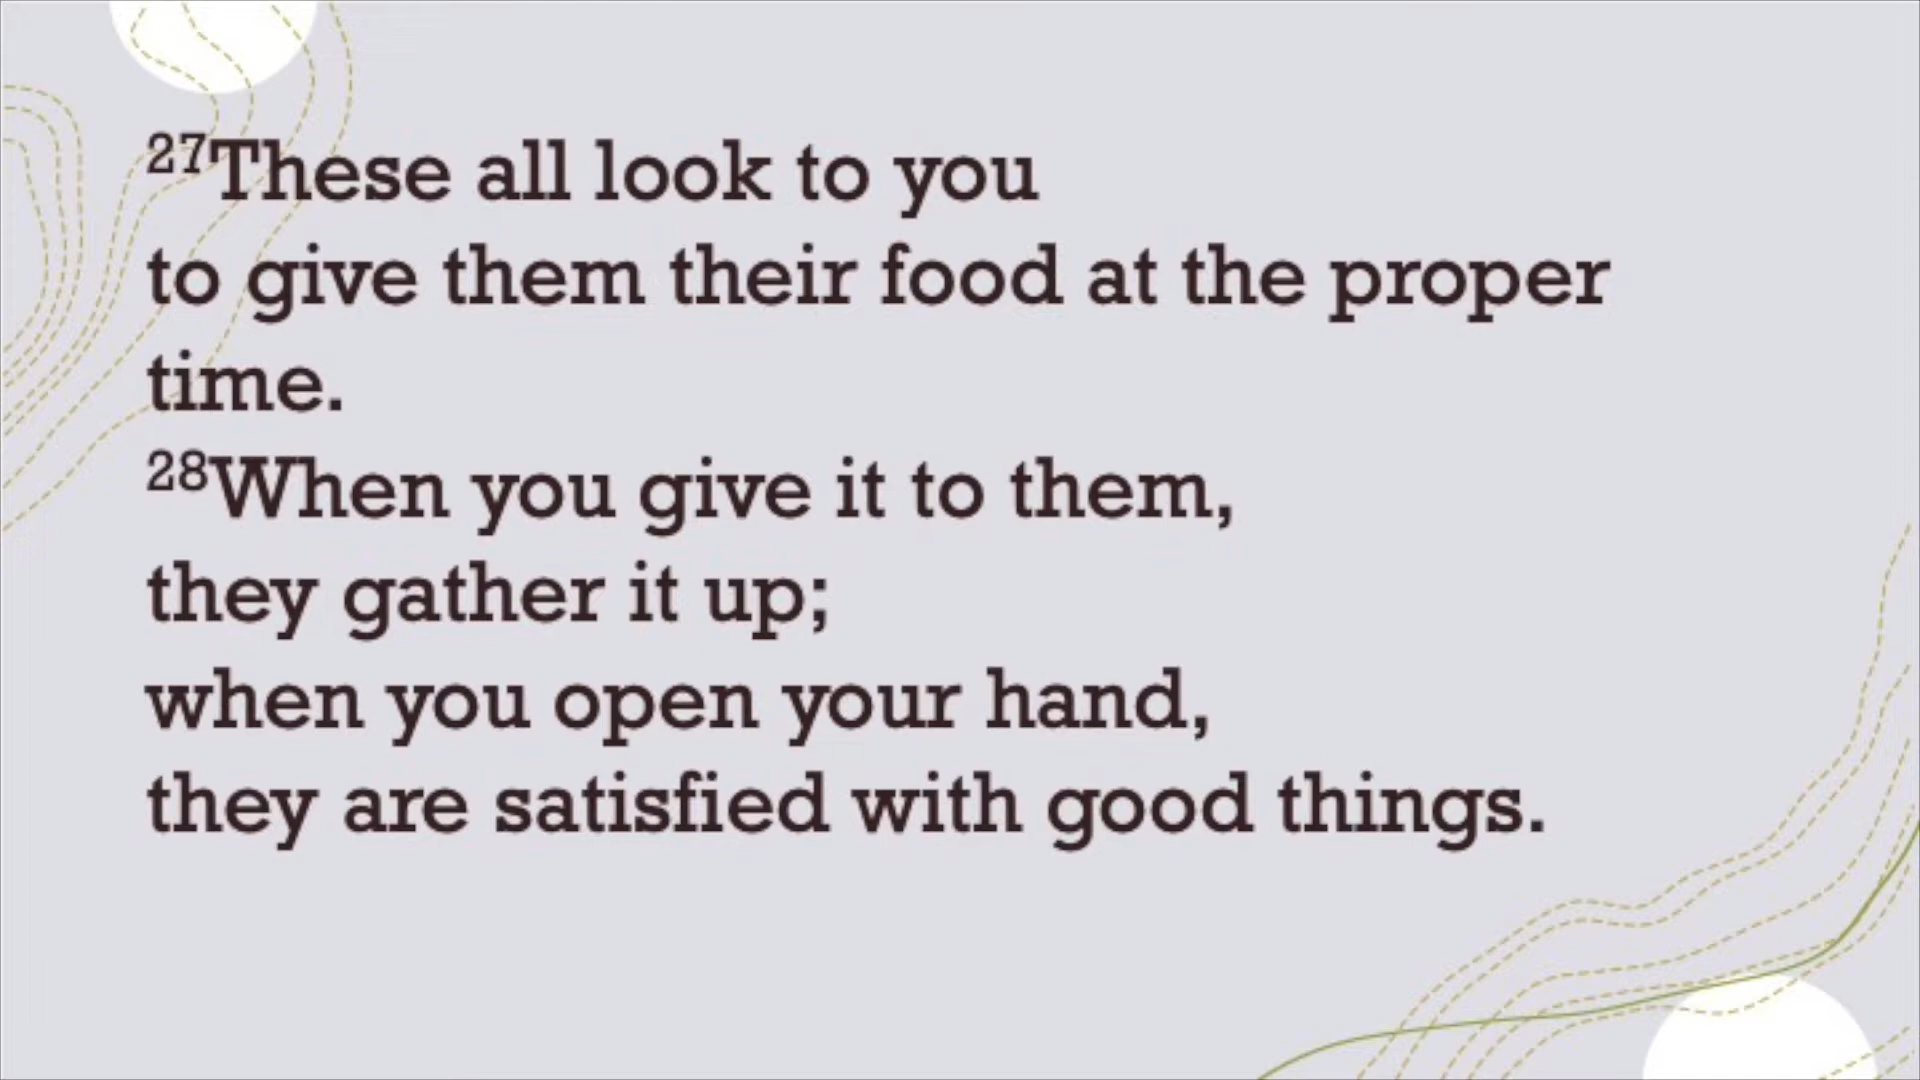 27These all look to you
to give them their food at the proper
time.
28When you give it to them,
they gather it up;
when you open your hand,
they are satisfied with good things.